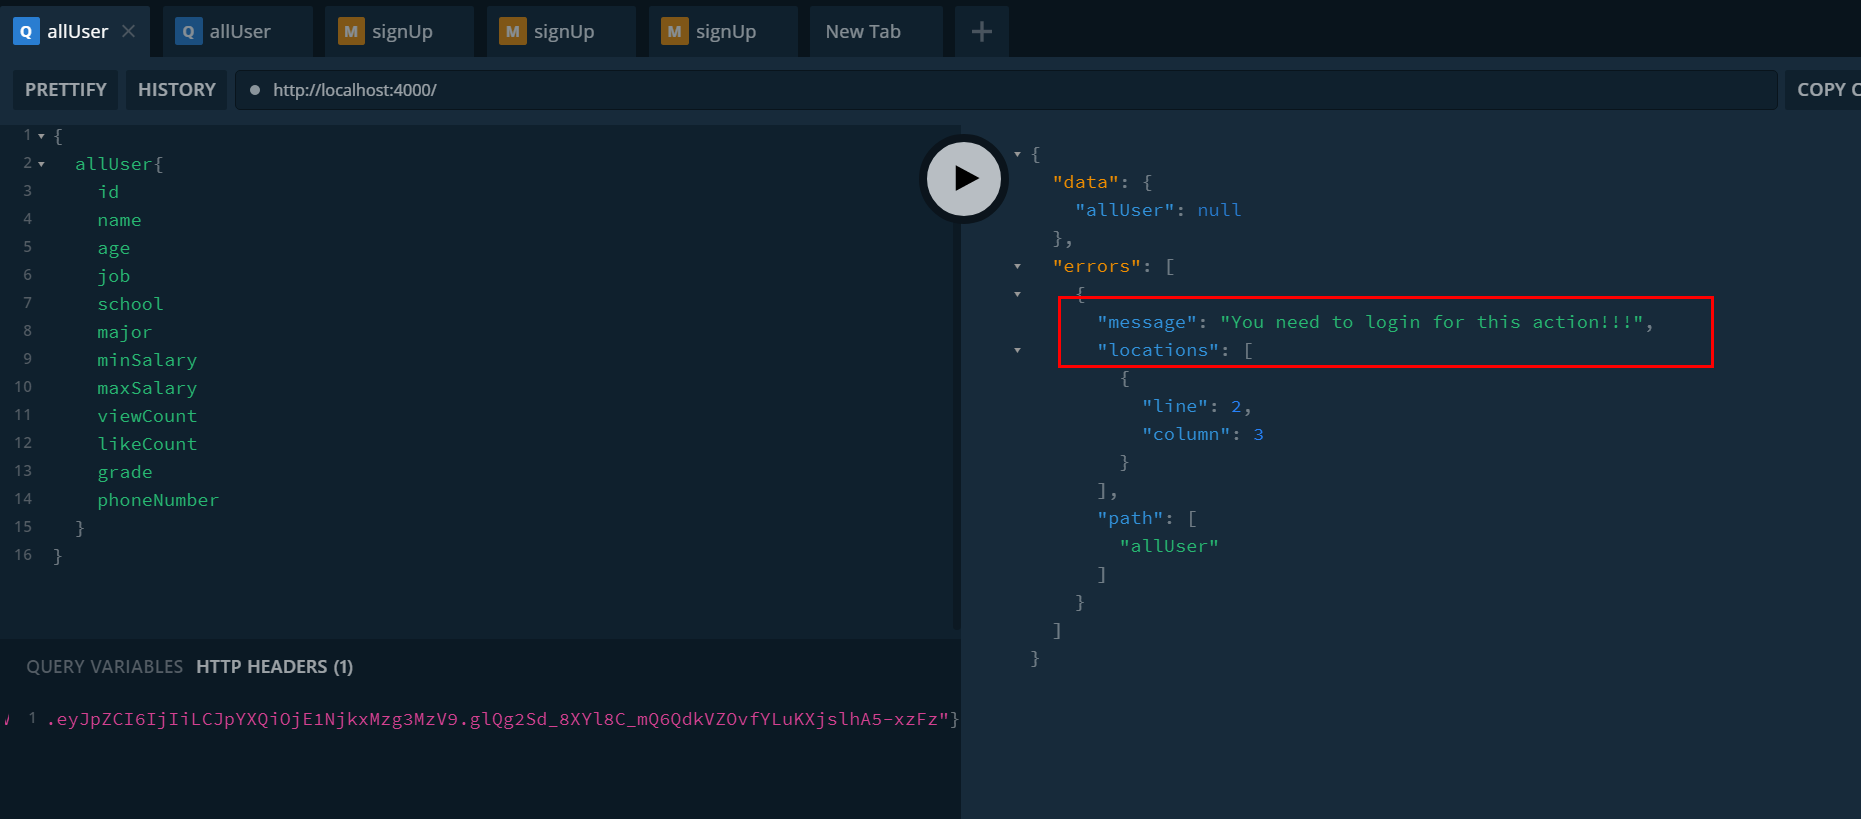 Q allUser ×
Q allUser
M signUp
M signUp
M signUp
New Tab
+
PRETTIFY
HISTORY
http://localhost:4000/
COPY C
1 {
2 allUser{
3 id
4 name
5 age
6 job
7 school
8 major
9 minSalary
10 maxSalary
11 viewCount
12 likeCount
13 grade
14 phoneNumber
15 }
16 }
QUERY VARIABLES HTTP HEADERS (1)
1 .eyJpZCI6IjIiLCJpYXQiOjE1NjkxMzg3MzV9.glQg2Sd_8XYl8C_mQ6QdkVZOvfYLuKXjslhA5-xzFz"}
{
"data": {
"allUser": null
},
"errors": [
{
"message": "You need to login for this action!!!",
"locations": [
{
"line": 2,
"column": 3
}
],
"path": [
"allUser"
]
}
]
}